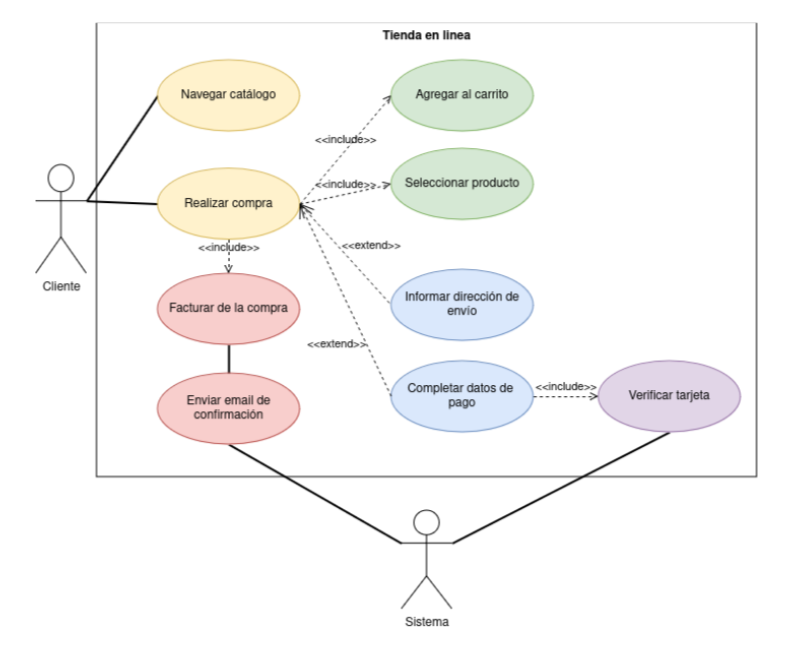 Tienda en linea
Navegar catálogo
Agregar al carrito
<<include>>
Realizar compra
<<include>>
Seleccionar producto
<<include>>
<<extend>>
Cliente
Facturar de la compra
Informar dirección de
envío
<<extend>>
Enviar email de
confirmación
Completar datos de
pago
<<include>>
Verificar tarjeta
Sistema